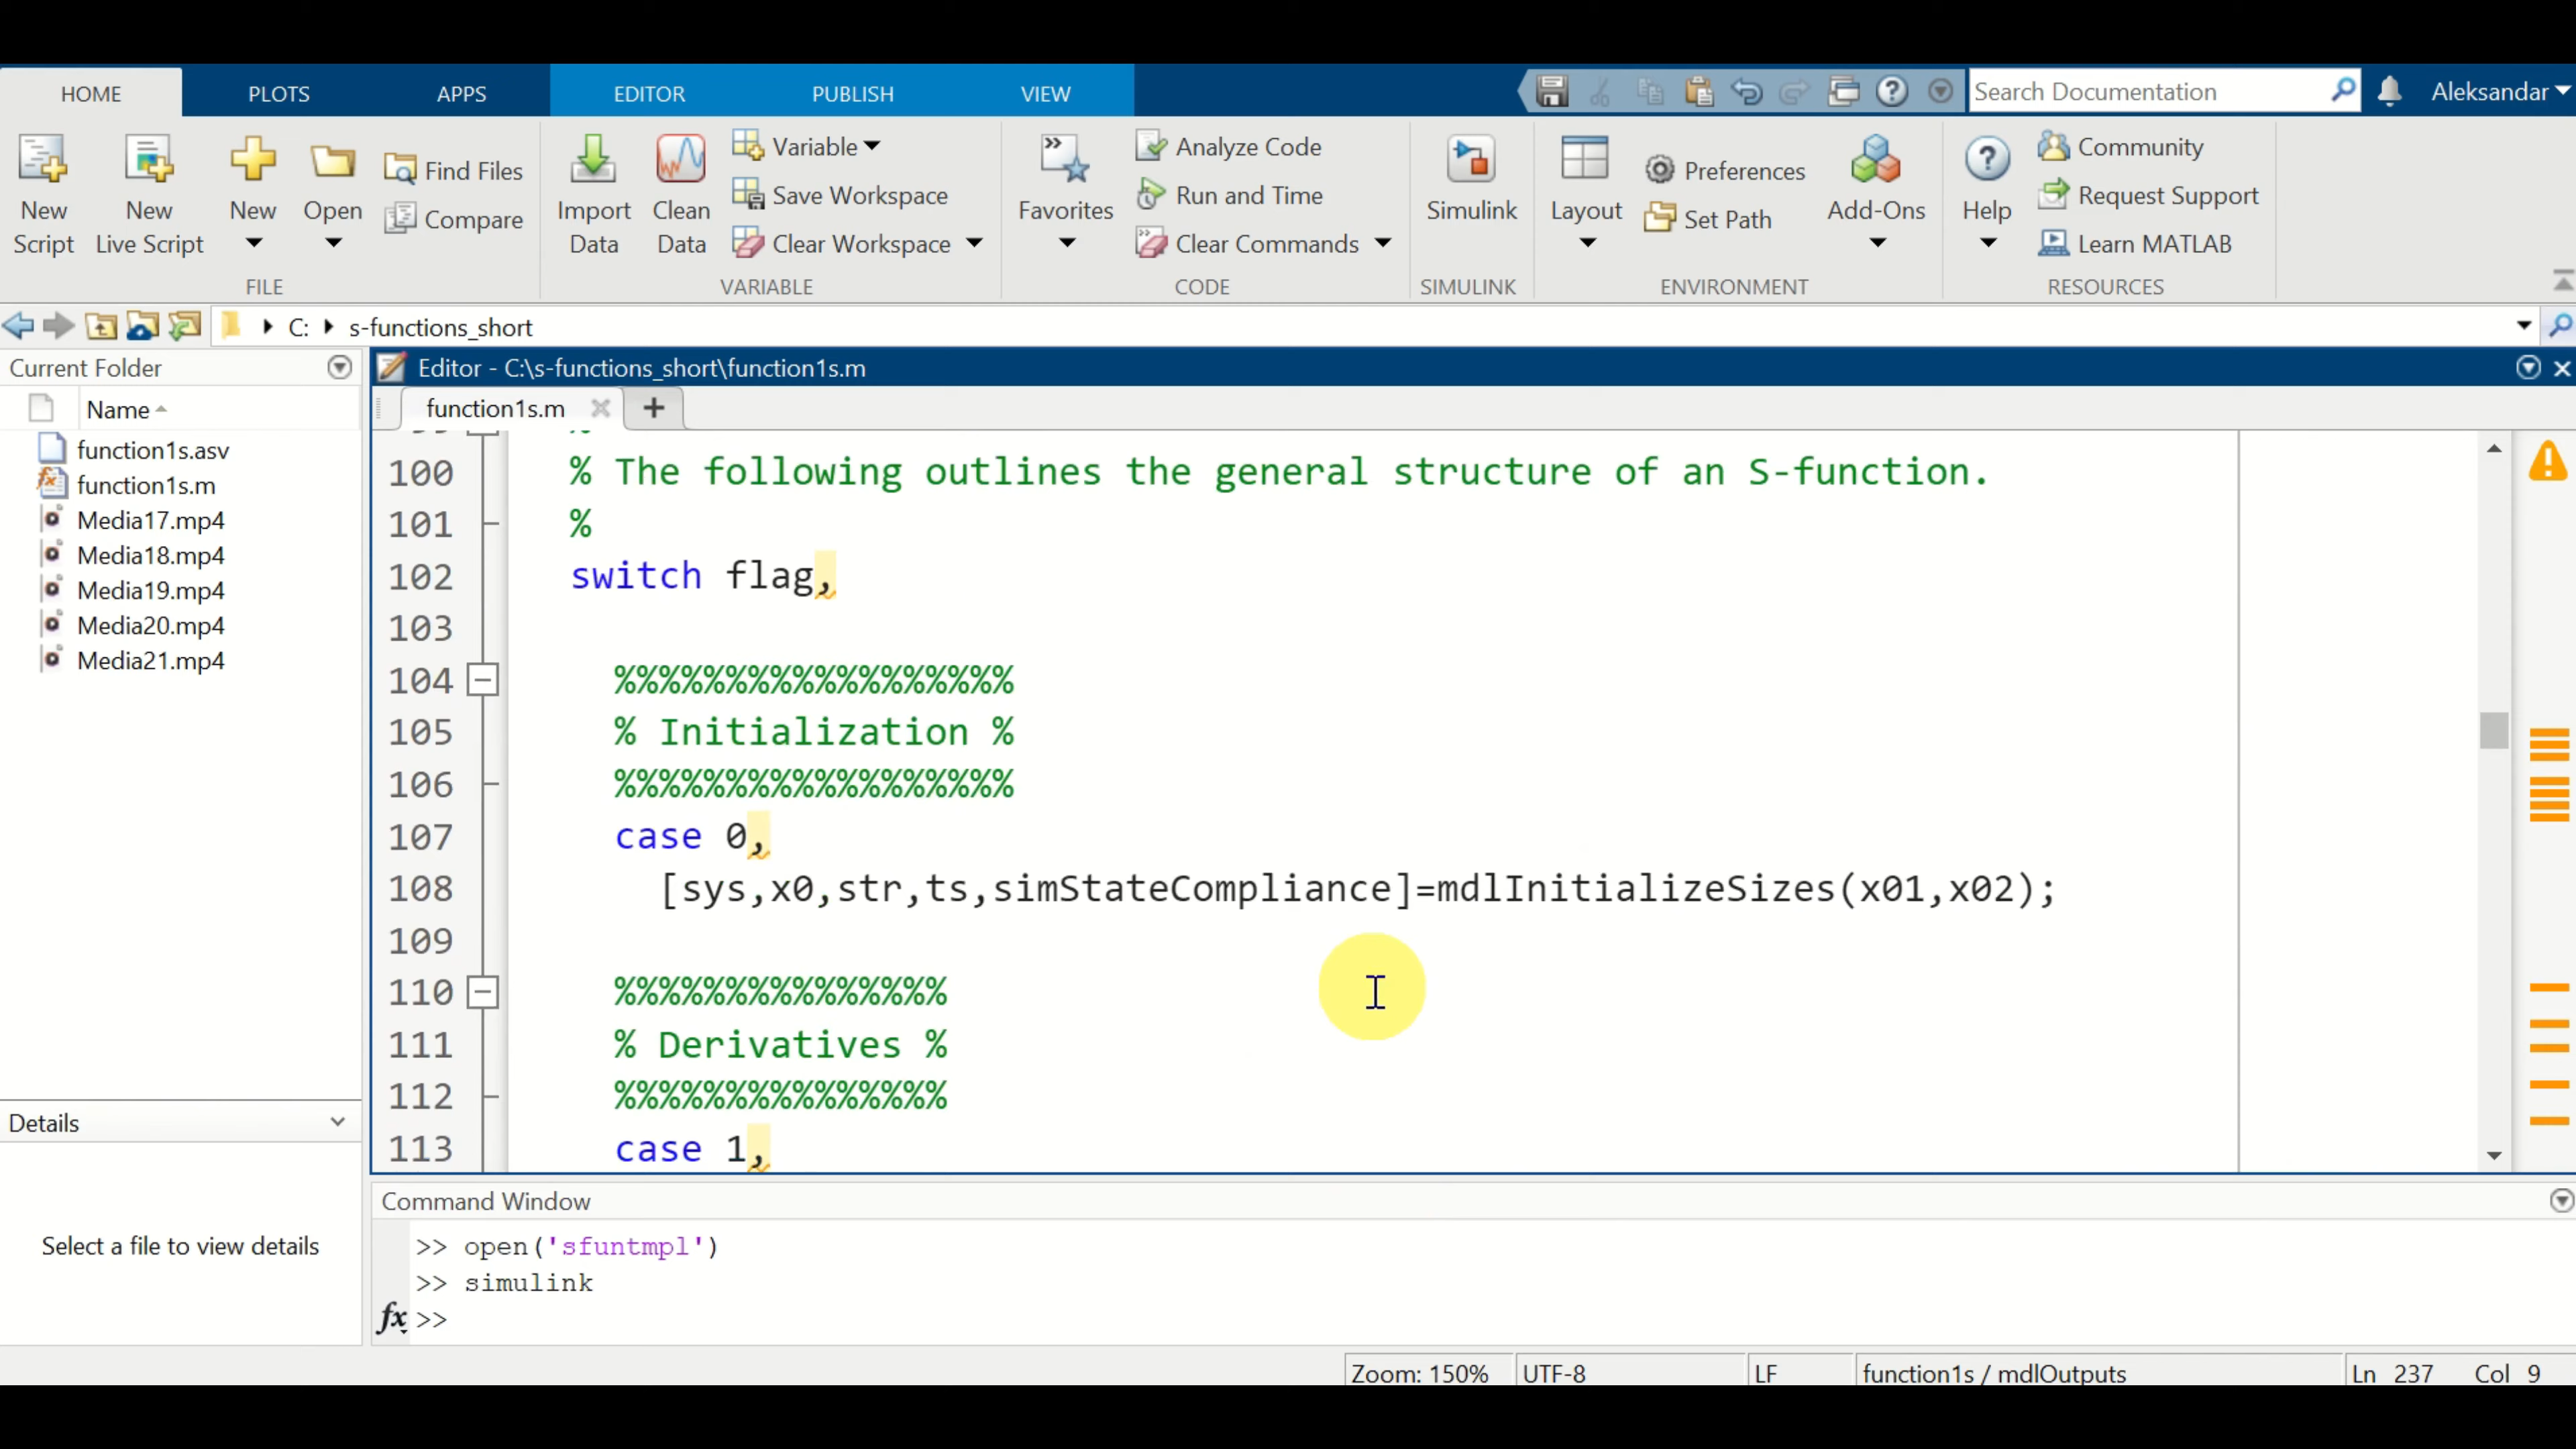 HOME PLOTS APPS EDITOR PUBLISH VIEW Search Documentation Aleksandar
New Script
New Live Script
New
Open
Find Files
Compare
FILE
Import Data
Clean Data
Variable
Save Workspace
Clear Workspace
VARIABLE
Favorites
Analyze Code
Run and Time
Clear Commands
CODE
Simulink
SIMULINK
Layout
Preferences
Set Path
Add-Ons
ENVIRONMENT
Help
Community
Request Support
Learn MATLAB
RESOURCES
C: s-functions_short
Current Folder
Name
function1s.asv
function1s.m
Media17.mp4
Media18.mp4
Media19.mp4
Media20.mp4
Media21.mp4
Details
Select a file to view details
Editor - C:\s-functions_short\function1s.m
function1s.m
100 % The following outlines the general structure of an S-function.
101 %
102 switch flag,
103
104 %%%%%%%%%%%%%%%%%%
105 % Initialization %
106 %%%%%%%%%%%%%%%%%%
107 case 0,
108 [sys,x0,str,ts,simStateCompliance]=mdlInitializeSizes(x01,x02);
109
110 %%%%%%%%%%%%%%%
111 % Derivatives %
112 %%%%%%%%%%%%%%%
113 case 1,
Command Window
>> open('sfuntmpl')
>> simulink
fx >>
Zoom: 150% UTF-8 LF function1s / mdlOutputs Ln 237 Col 9